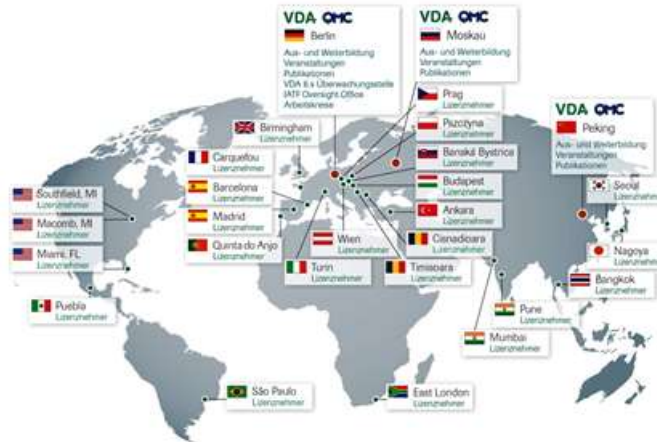 VDA QMC
Berlin
Aus- und Weiterbildung
Veranstaltungen
Publikationen
VDA 6.x Überwachungsstelle
IATF Oversight Office
Arbeitskreise
VDA QMC
Moskau
Aus- und Weiterbildung
Veranstaltungen
Publikationen
VDA QMC
Peking
Aus- und Weiterbildung
Veranstaltungen
Publikationen
Prag
Lizenznehmer
Pszczyna
Lizenznehmer
Banská Bystrica
Lizenznehmer
Budapest
Lizenznehmer
Ankara
Lizenznehmer
Cisnadioara
Lizenznehmer
Timisoara
Lizenznehmer
Wien
Lizenznehmer
Turin
Lizenznehmer
Birmingham
Lizenznehmer
Carquefou
Lizenznehmer
Barcelona
Lizenznehmer
Madrid
Lizenznehmer
Quinta do Anjo
Lizenznehmer
Southfield, MI
Lizenznehmer
Macomb, MI
Lizenznehmer
Miami, FL
Lizenznehmer
Puebla
Lizenznehmer
São Paulo
Lizenznehmer
East London
Lizenznehmer
Mumbai
Lizenznehmer
Pune
Lizenznehmer
Bangkok
Lizenznehmer
Nagoya
Lizenznehmer
Seoul
Lizenznehmer